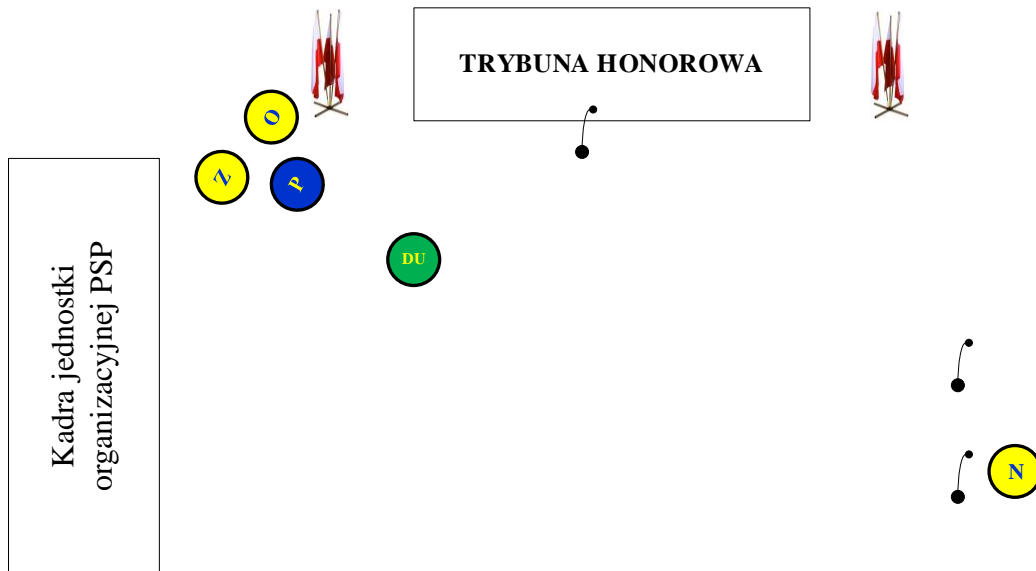 TRYBUNA HONOROWA
O
Z
P
DU
Kadra jednostki
organizacyjnej PSP
N